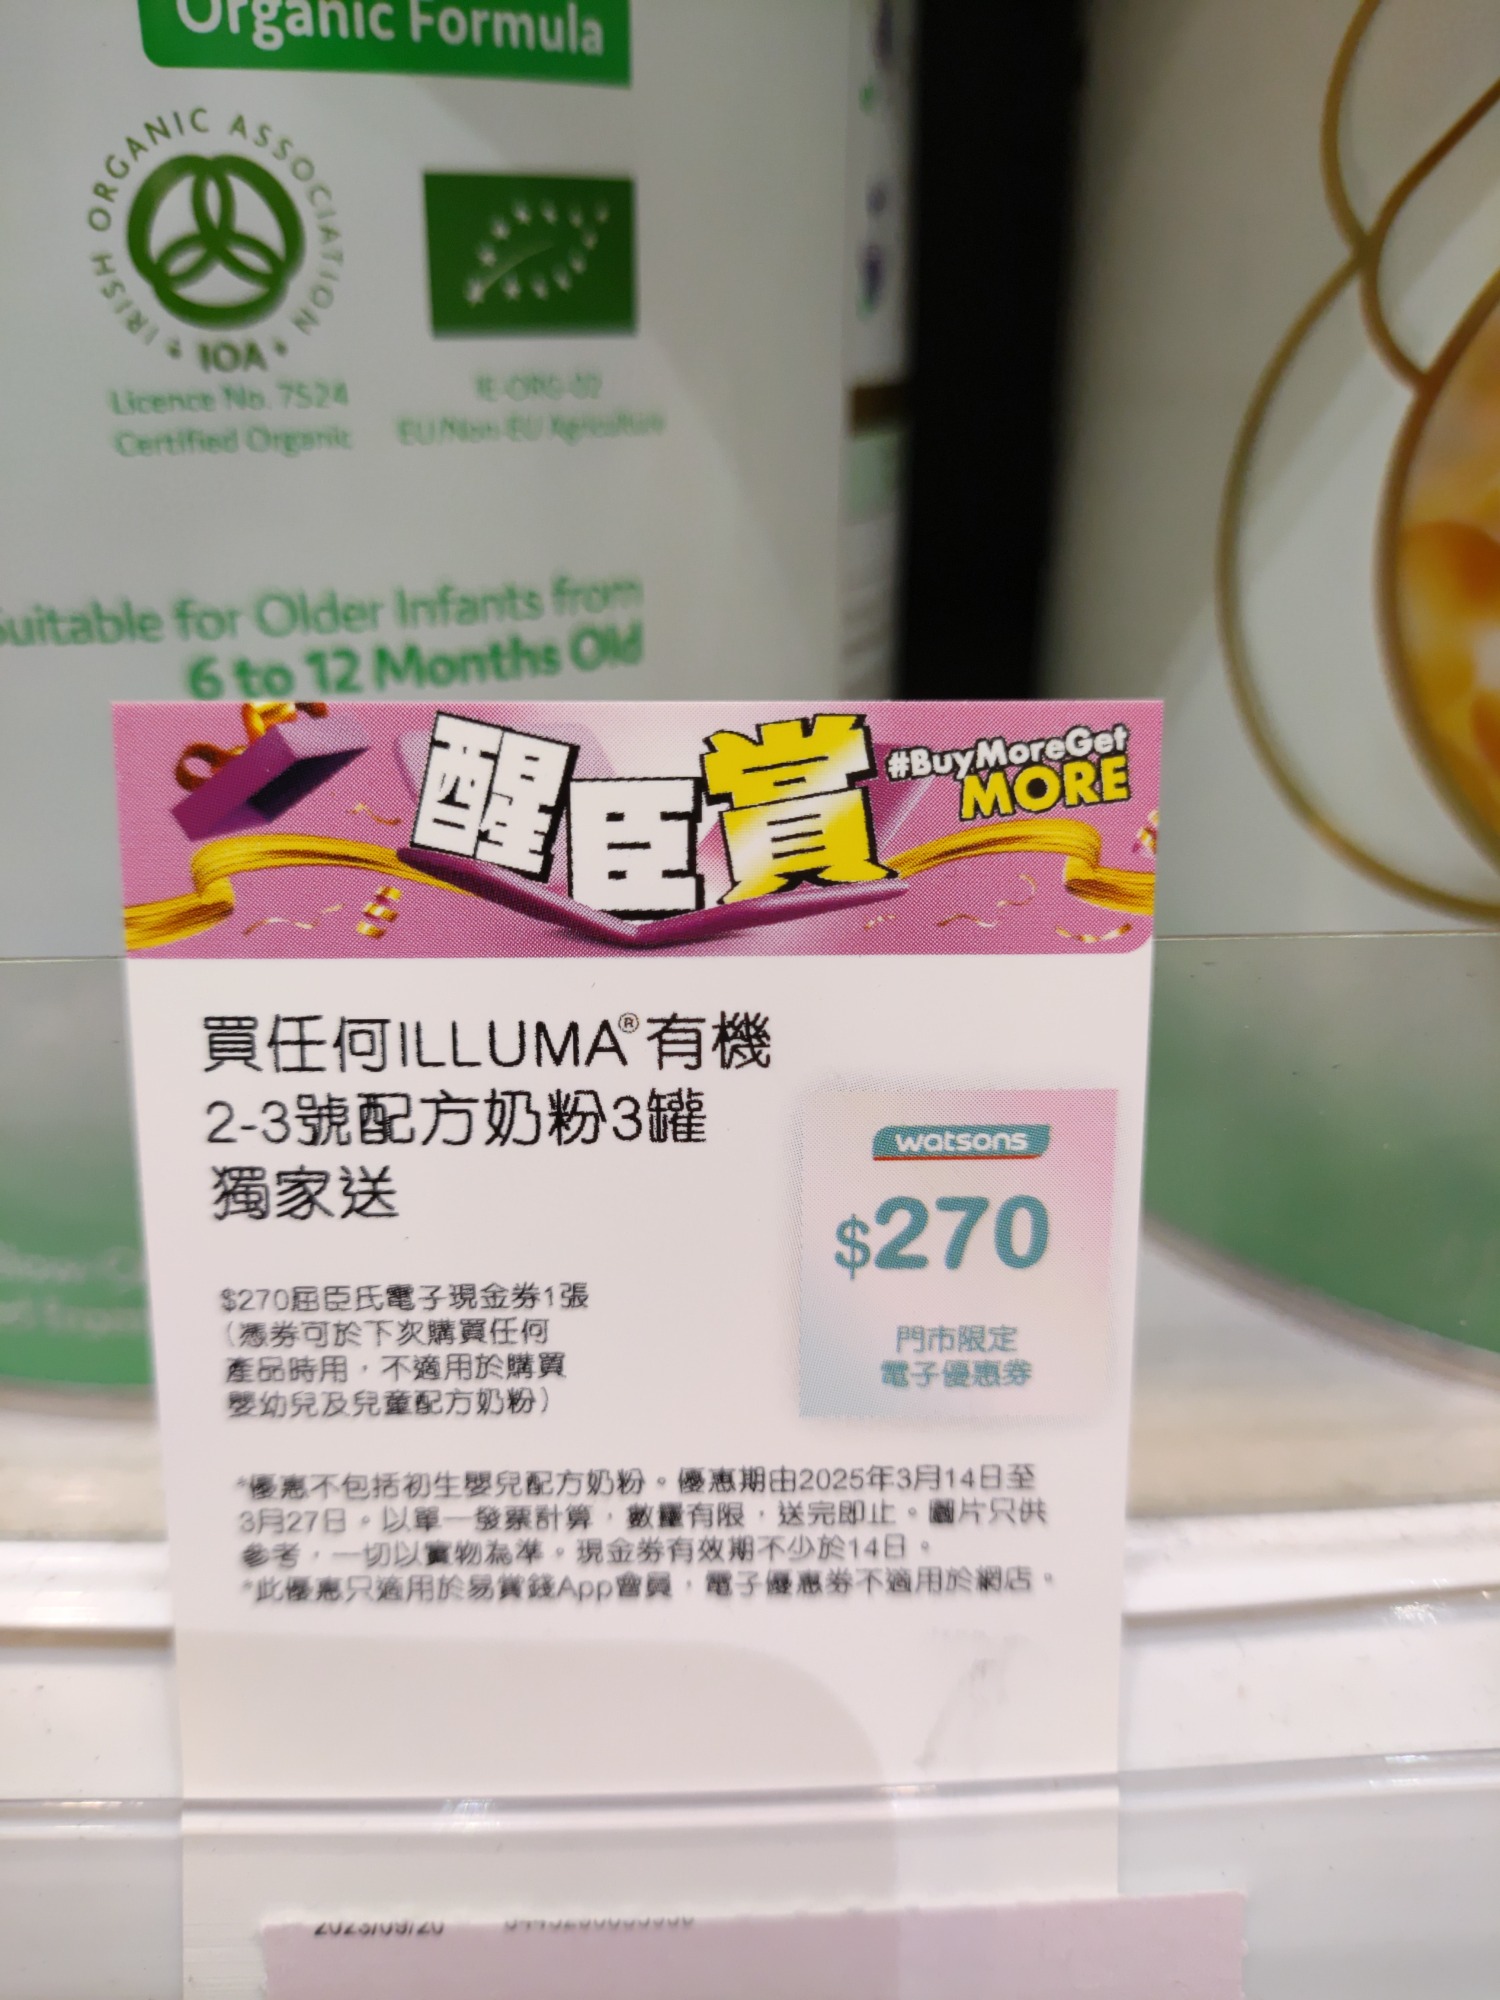 Organic Formula
IRISH ORGANIC ASSOCIATION
IOA
Licence No. 7524
Certified Organic
IE-ORG-02
EU/Non-EU Agriculture
Suitable for Older Infants from
6 to 12 Months Old
醒臣賞
#BuyMoreGet
MORE
買任何ILLUMA®有機
2-3號配方奶粉3罐
獨家送
watsons
$270
門市限定
電子優惠券
$270屈臣氏電子現金券1張
(憑券可於下次購買任何
產品時用，不適用於購買
嬰幼兒及兒童配方奶粉)
*優惠不包括初生嬰兒配方奶粉。優惠期由2025年3月14日至
3月27日。以單一發票計算，數量有限，送完即止。圖片只供
參考，一切以實物為準。現金券有效期不少於14日。
*此優惠只適用於易賞錢App會員，電子優惠券不適用於網店。
2023/09/20